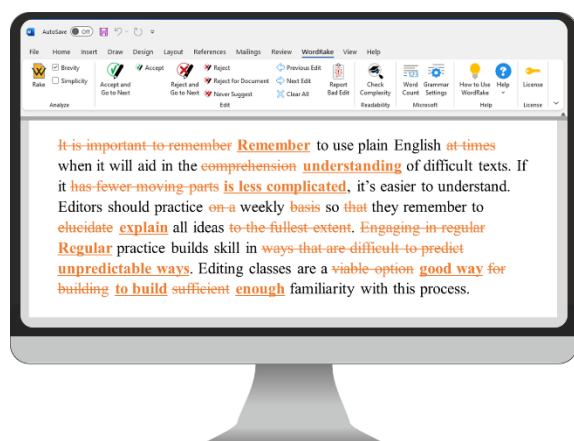 AutoSave Off
File Home Insert Draw Design Layout References Mailings Review WordRake View Help
Rake
Brevity
Simplicity
Analyze
Accept and Go to Next
Accept
Reject and Go to Next
Reject
Reject for Document
Never Suggest
Previous Edit
Next Edit
Clear All
Report Bad Edit
Edit
Check Complexity
Readability
Word Count
Grammar Settings
Microsoft
How to Use WordRake
Help
Help
License
License
It is important to remember Remember to use plain English at times
when it will aid in the comprehension understanding of difficult texts. If
it has fewer moving parts is less complicated, it’s easier to understand.
Editors should practice on a weekly basis so that they remember to
elucidate explain all ideas to the fullest extent. Engaging in regular
Regular practice builds skill in ways that are difficult to predict
unpredictable ways. Editing classes are a viable option good way for
building to build sufficient enough familiarity with this process.